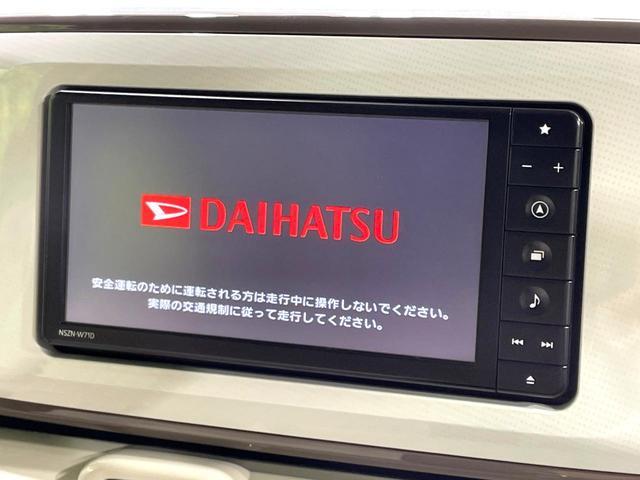 DAIHATSU
安全運転のために運転される方は走行中に操作しないでください。
実際の交通規制に従って走行してください。
NSZN-W71D